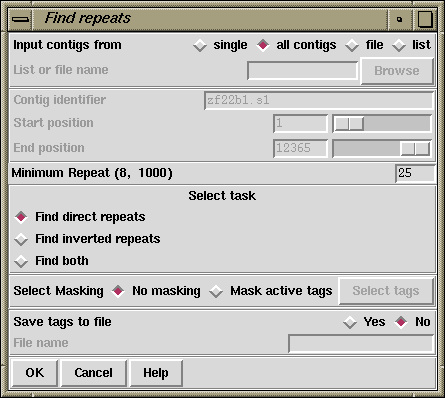 Find repeats
Input contigs from single all contigs file list
List or file name Browse
Contig identifier zf22b1.s1
Start position 1
End position 12365
Minimum Repeat (8, 1000) 25
Select task
Find direct repeats
Find inverted repeats
Find both
Select Masking No masking Mask active tags Select tags
Save tags to file Yes No
File name
OK Cancel Help